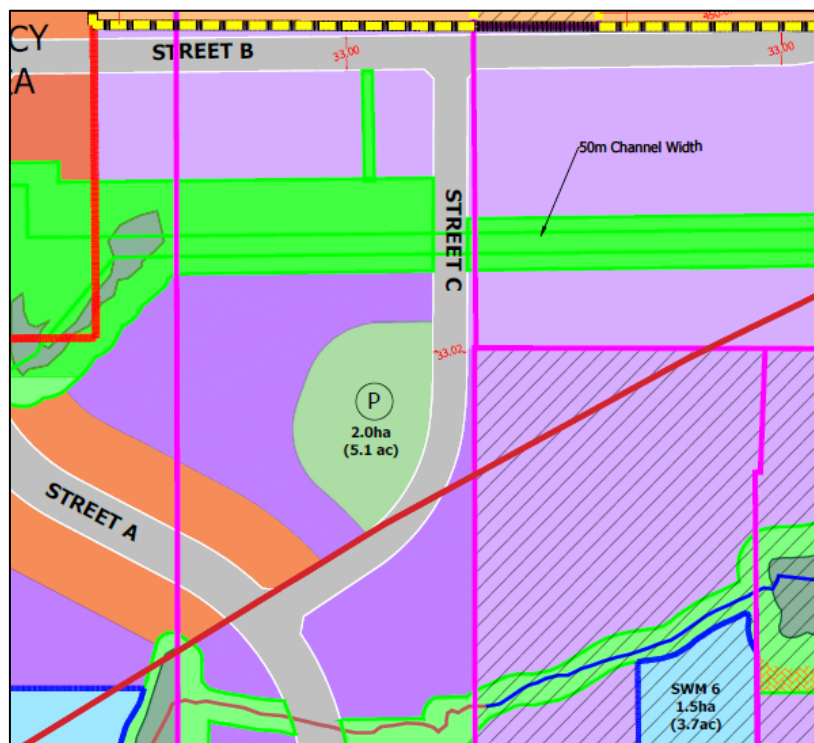 CY
STREET B
33.00
33.00
50m Channel Width
STREET C
33.02
P
2.0ha
(5.1 ac)
STREET A
SWM 6
1.5ha
(3.7ac)